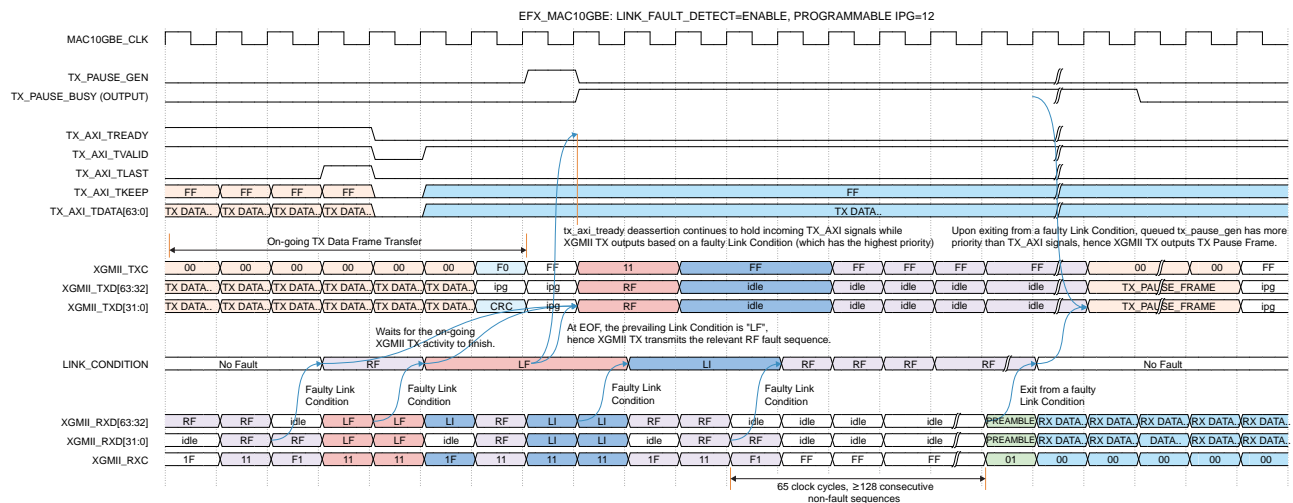 EFX_MAC10GBE: LINK_FAULT_DETECT=ENABLE, PROGRAMMABLE IPG=12
MAC10GBE_CLK
TX_PAUSE_GEN
TX_PAUSE_BUSY (OUTPUT)
TX_AXI_TREADY
TX_AXI_TVALID
TX_AXI_TLAST
TX_AXI_TKEEP FF FF FF FF FF
TX_AXI_TDATA[63:0] TX DATA.. TX DATA.. TX DATA.. TX DATA.. TX DATA..
On-going TX Data Frame Transfer
tx_axi_tready deassertion continues to hold incoming TX_AXI signals while
XGMII TX outputs based on a faulty Link Condition (which has the highest priority)
Upon exiting from a faulty Link Condition, queued tx_pause_gen has more
priority than TX_AXI signals, hence XGMII TX outputs TX Pause Frame.
XGMII_TXC 00 00 00 00 00 00 F0 FF 11 FF FF FF FF FF 00 00 FF
XGMII_TXD[63:32] TX DATA.. TX DATA.. TX DATA.. TX DATA.. TX DATA.. TX DATA.. ipg ipg RF idle idle idle idle idle TX_PAUSE_FRAME ipg
XGMII_TXD[31:0] TX DATA.. TX DATA.. TX DATA.. TX DATA.. TX DATA.. TX DATA.. CRC ipg RF idle idle idle idle idle TX_PAUSE_FRAME ipg
Waits for the on-going
XGMII TX activity to finish.
At EOF, the prevailing Link Condition is "LF",
hence XGMII TX transmits the relevant RF fault sequence.
LINK_CONDITION No Fault RF LF LI RF RF RF RF No Fault
Faulty Link
Condition
Faulty Link
Condition
Faulty Link
Condition
Faulty Link
Condition
Exit from a faulty
Link Condition
XGMII_RXD[63:32] RF RF idle LF LF LI RF LI LI RF RF idle idle idle idle PREAMBLE RX DATA.. RX DATA.. RX DATA.. RX DATA.. RX DATA..
XGMII_RXD[31:0] idle RF RF LF LF idle RF LI LI idle RF RF idle idle idle PREAMBLE RX DATA.. RX DATA.. DATA.. RX DATA.. RX DATA..
XGMII_RXC 1F 11 F1 11 11 1F 11 11 11 1F 11 F1 FF FF FF 01 00 00 00 00 00
65 clock cycles, ≥128 consecutive
non-fault sequences